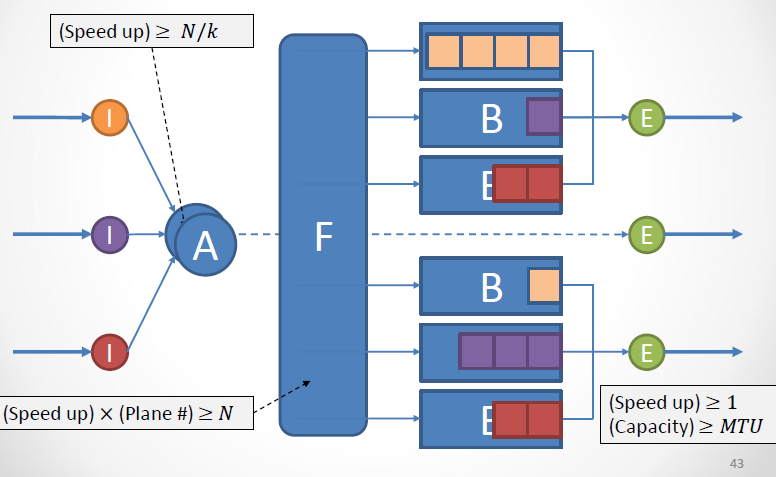 (Speed up) ≥ N/k
I
I
I
A
F
B
B
E
E
E
(Speed up) × (Plane #) ≥ N
(Speed up) ≥ 1
(Capacity) ≥ MTU
43